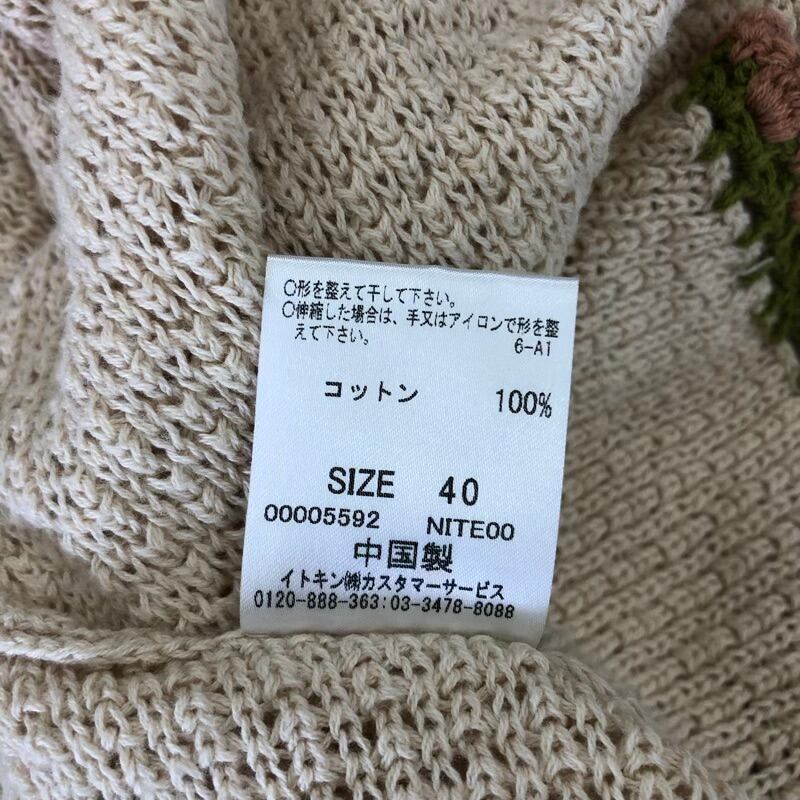 ○形を整えて干して下さい。
○伸縮した場合は、手又はアイロンで形を整
えて下さい。
6-A1
コットン 100%
SIZE 40
00005592 NITE00
中国製
イトキン㈱カスタマーサービス
0120-888-363:03-3478-8088